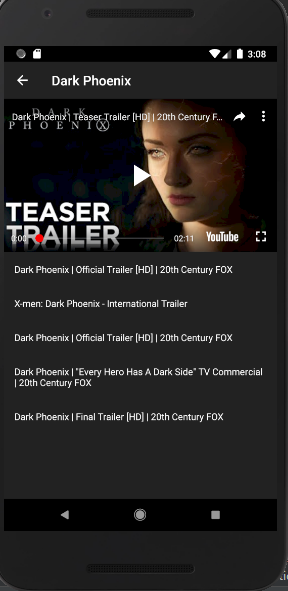 3:08
Dark Phoenix
DARK
PHOENIX
Dark Phoenix | Teaser Trailer [HD] | 20th Century F...
TEASER
TRAILER
0:00
02:11
YouTube
Dark Phoenix | Official Trailer [HD] | 20th Century FOX
X-men: Dark Phoenix - International Trailer
Dark Phoenix | Official Trailer [HD] | 20th Century FOX
Dark Phoenix | "Every Hero Has A Dark Side" TV Commercial
| 20th Century FOX
Dark Phoenix | Final Trailer [HD] | 20th Century FOX